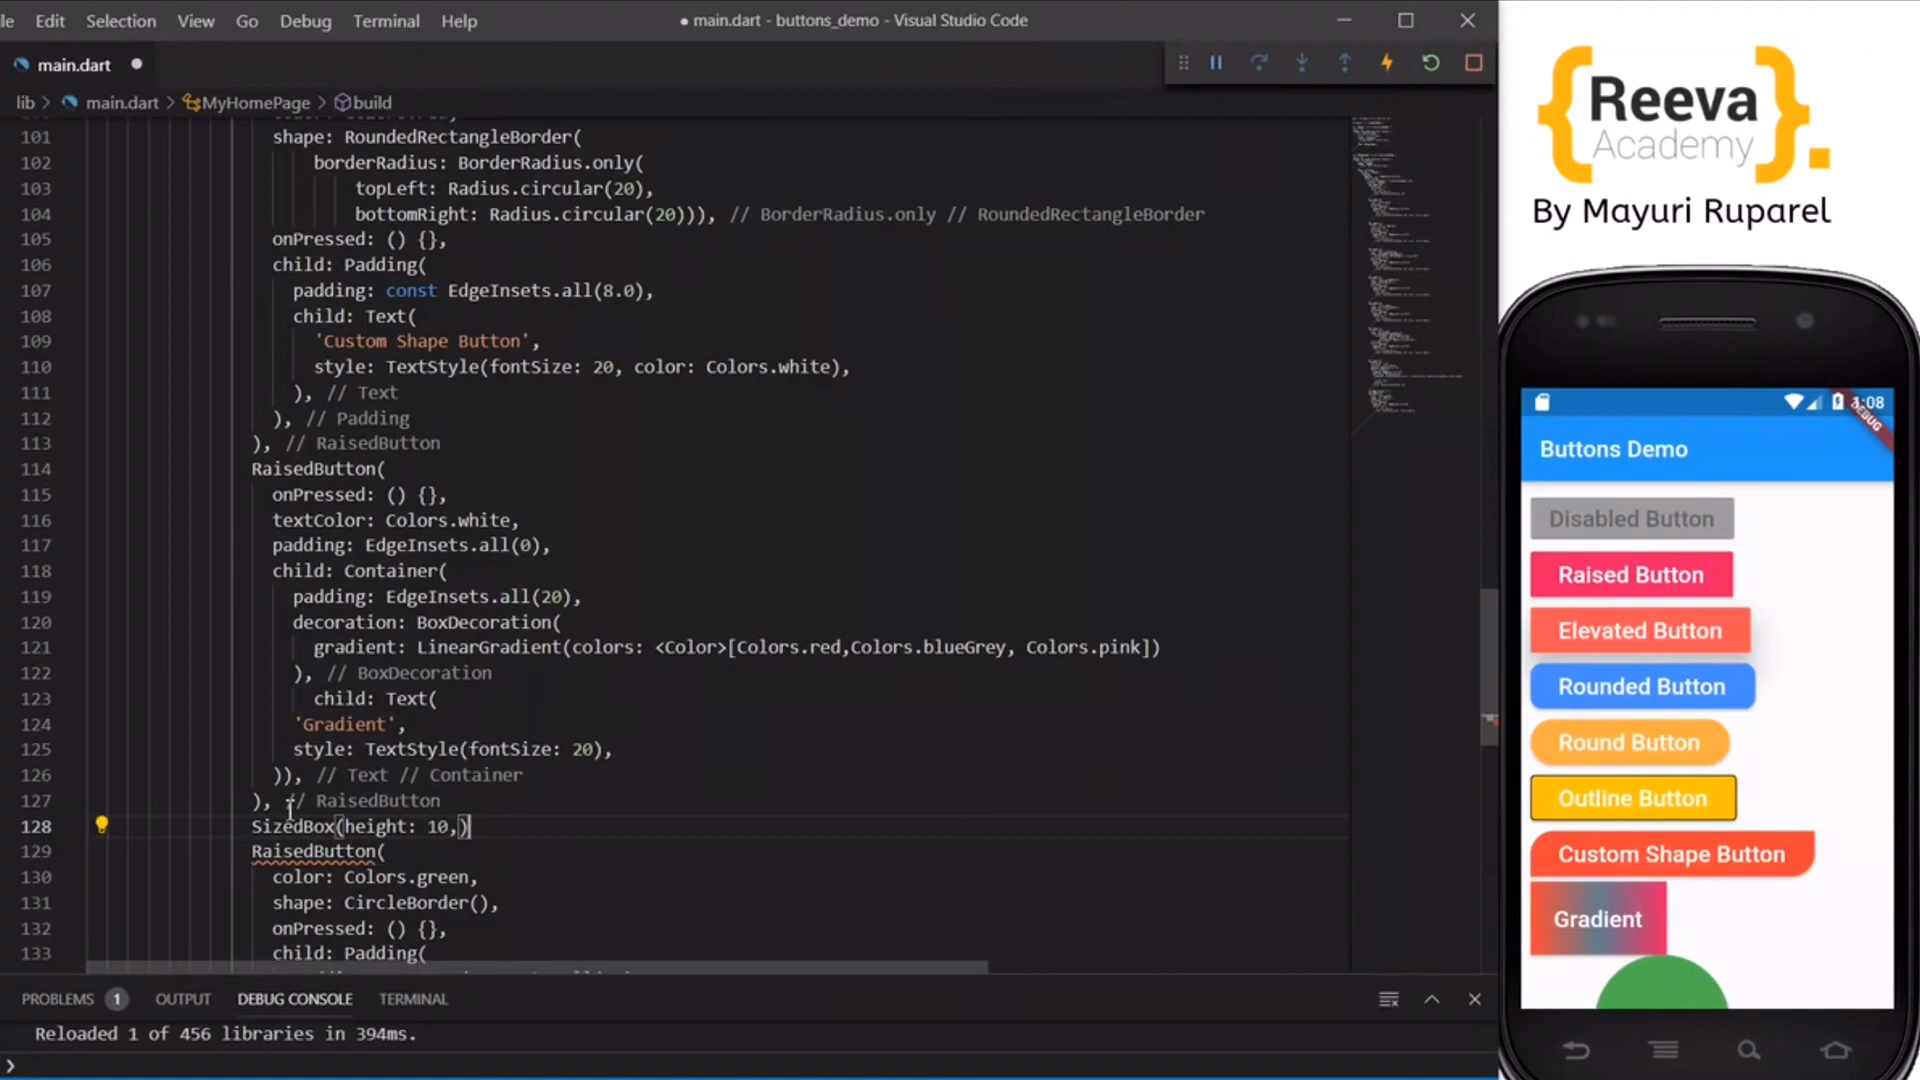 Edit Selection View Go Debug Terminal Help
● main.dart - buttons_demo - Visual Studio Code
main.dart
lib > main.dart > MyHomePage > build
101 shape: RoundedRectangleBorder(
102 borderRadius: BorderRadius.only(
103 topLeft: Radius.circular(20),
104 bottomRight: Radius.circular(20))), // BorderRadius.only // RoundedRectangleBorder
105 onPressed: () {},
106 child: Padding(
107 padding: const EdgeInsets.all(8.0),
108 child: Text(
109 'Custom Shape Button',
110 style: TextStyle(fontSize: 20, color: Colors.white),
111 ), // Text
112 ), // Padding
113 ), // RaisedButton
114 RaisedButton(
115 onPressed: () {},
116 textColor: Colors.white,
117 padding: EdgeInsets.all(0),
118 child: Container(
119 padding: EdgeInsets.all(20),
120 decoration: BoxDecoration(
121 gradient: LinearGradient(colors: <Color>[Colors.red,Colors.blueGrey, Colors.pink])
122 ), // BoxDecoration
123 child: Text(
124 'Gradient',
125 style: TextStyle(fontSize: 20),
126 )), // Text // Container
127 ), // RaisedButton
128 SizedBox(height: 10,)
129 RaisedButton(
130 color: Colors.green,
131 shape: CircleBorder(),
132 onPressed: () {},
133 child: Padding(
PROBLEMS 1 OUTPUT DEBUG CONSOLE TERMINAL
Reloaded 1 of 456 libraries in 394ms.
{Reeva
Academy}.
By Mayuri Ruparel
1:08
DEBUG
Buttons Demo
Disabled Button
Raised Button
Elevated Button
Rounded Button
Round Button
Outline Button
Custom Shape Button
Gradient